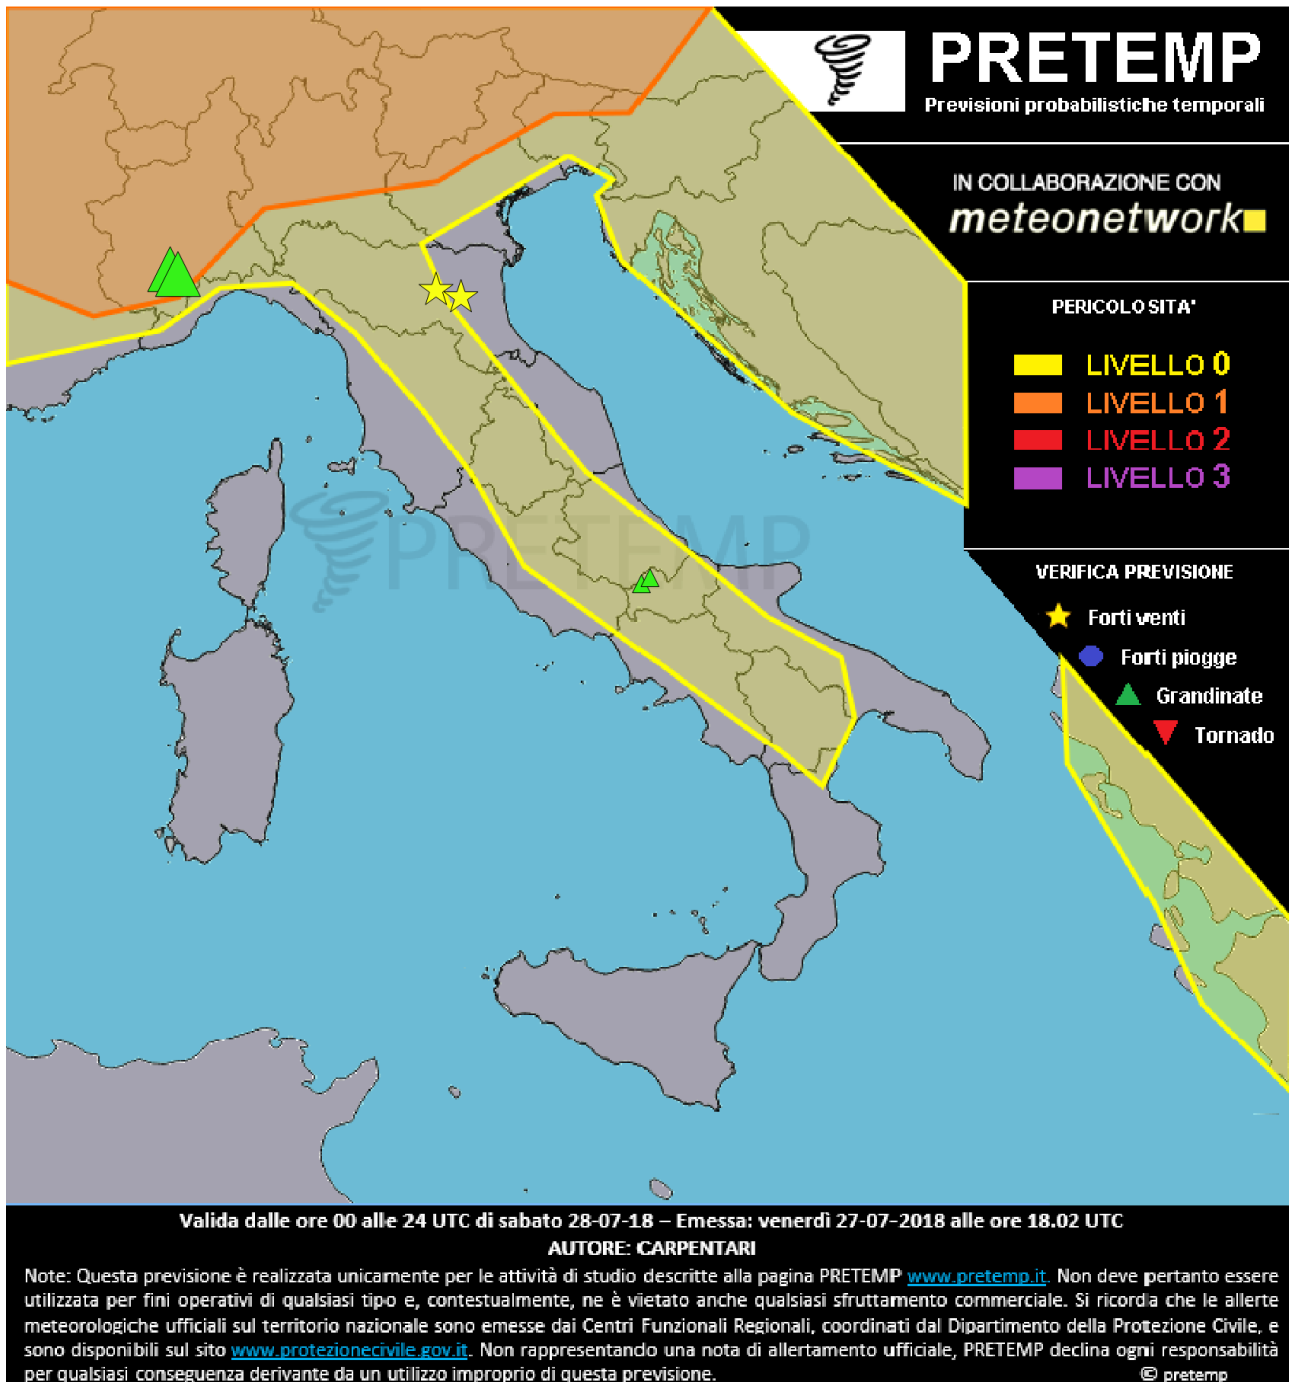 PRETEMP
Previsioni probabilistiche temporali
IN COLLABORAZIONE CON
meteonetwork
PERICOLOSITA'
LIVELLO 0
LIVELLO 1
LIVELLO 2
LIVELLO 3
VERIFICA PREVISIONE
Forti venti
Forti piogge
Grandinate
Tornado
PRETEMP
Valida dalle ore 00 alle 24 UTC di sabato 28-07-18 – Emessa: venerdì 27-07-2018 alle ore 18.02 UTC
AUTORE: CARPENTARI
Note: Questa previsione è realizzata unicamente per le attività di studio descritte alla pagina PRETEMP www.pretemp.it. Non deve pertanto essere
utilizzata per fini operativi di qualsiasi tipo e, contestualmente, ne è vietato anche qualsiasi sfruttamento commerciale. Si ricorda che le allerte
meteorologiche ufficiali sul territorio nazionale sono emesse dai Centri Funzionali Regionali, coordinati dal Dipartimento della Protezione Civile, e
sono disponibili sul sito www.protezionecivile.gov.it. Non rappresentando una nota di allertamento ufficiale, PRETEMP declina ogni responsabilità
per qualsiasi conseguenza derivante da un utilizzo improprio di questa previsione.
© pretemp